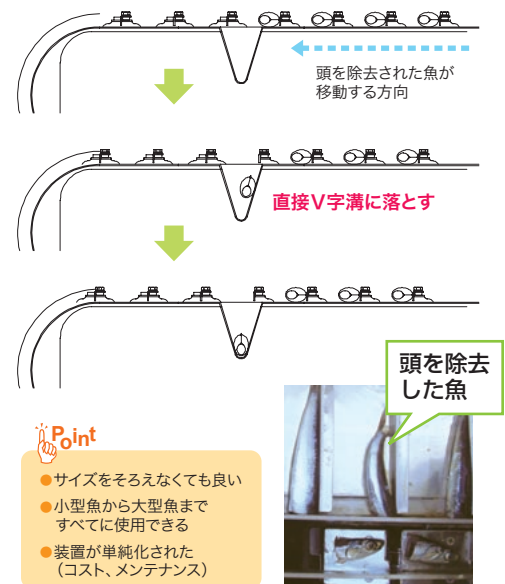 頭を除去された魚が
移動する方向
直接V字溝に落とす
頭を除去
した魚
Point
●サイズをそろえなくても良い
●小型魚から大型魚まで
すべてに使用できる
●装置が単純化された
（コスト、メンテナンス）